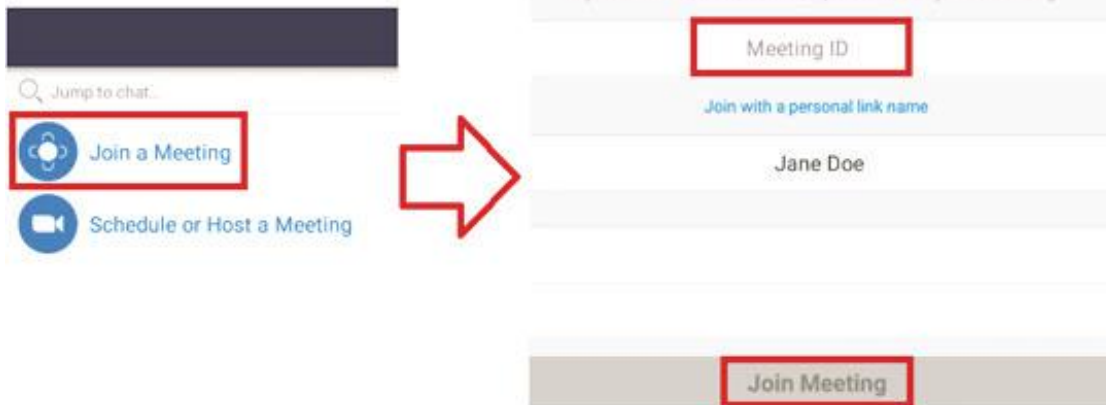 Jump to chat...
Join a Meeting
Schedule or Host a Meeting
Meeting ID
Join with a personal link name
Jane Doe
Join Meeting